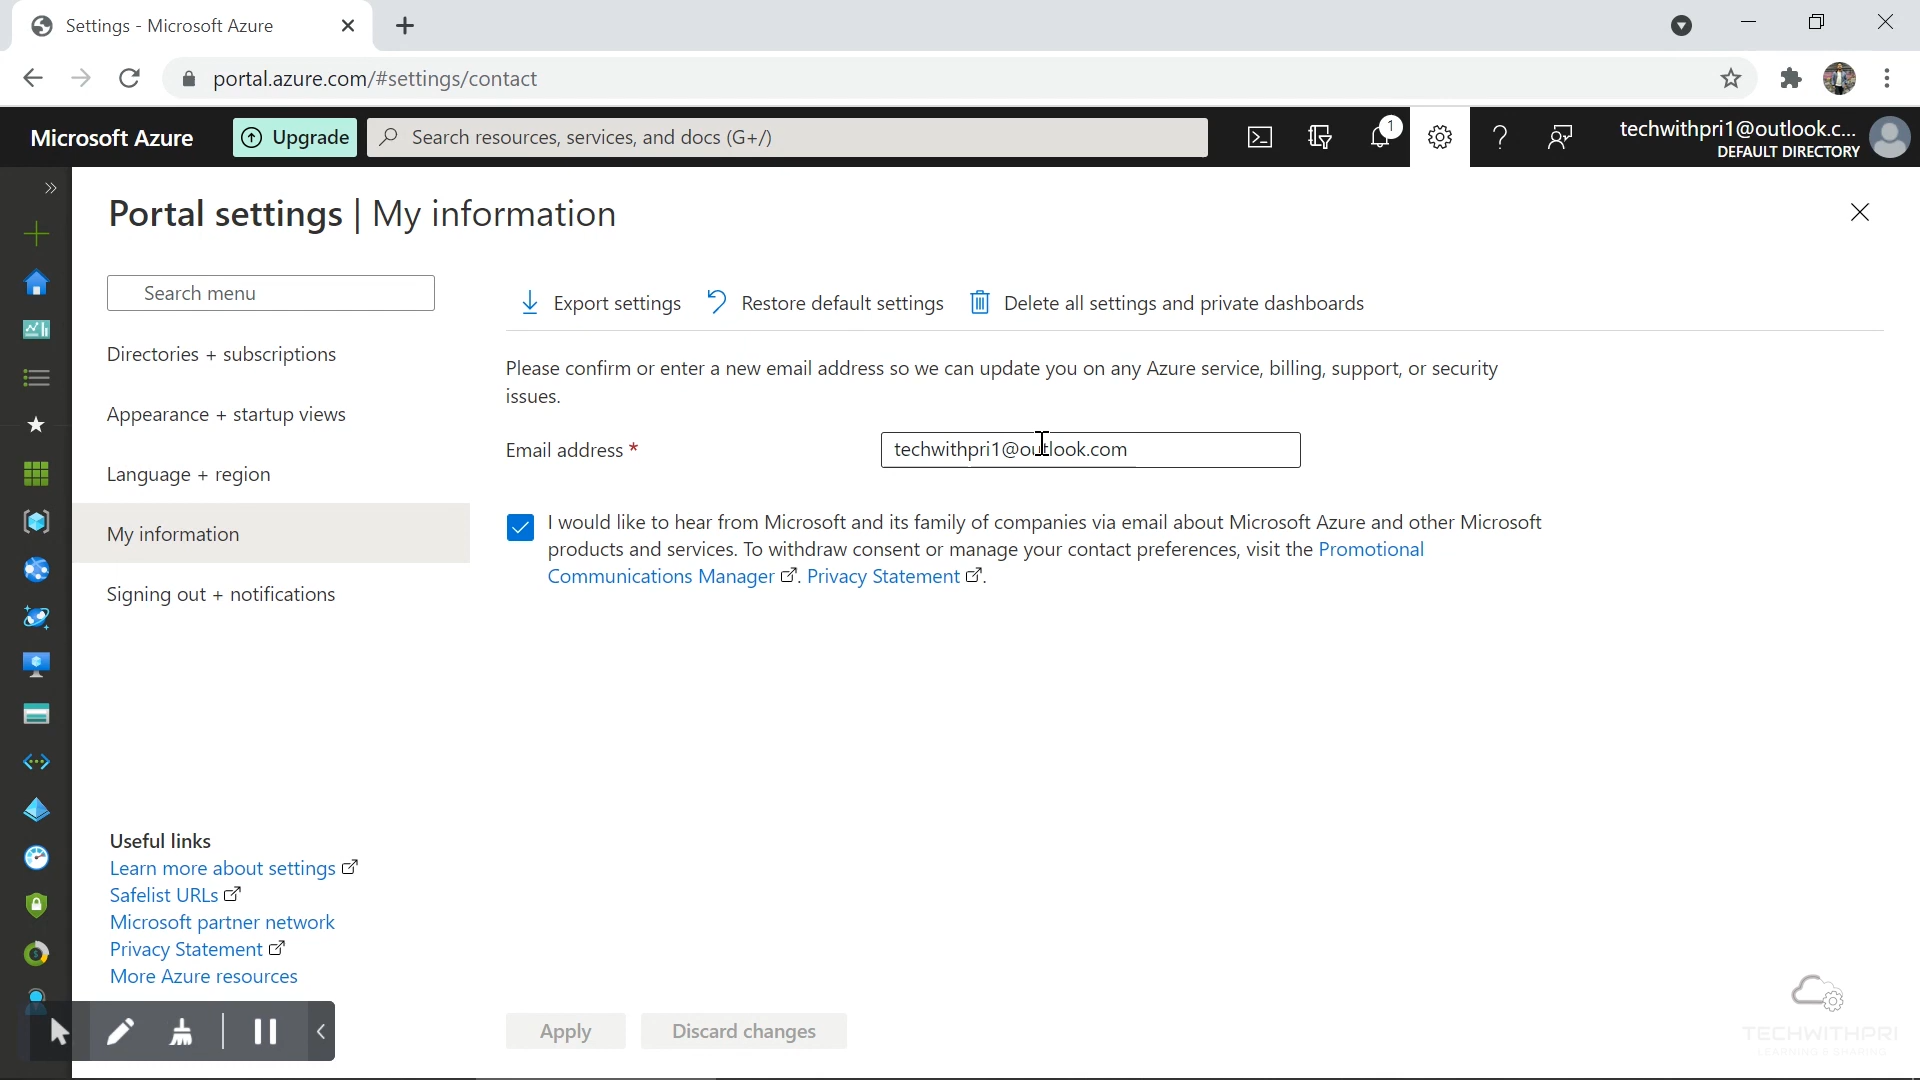 Settings - Microsoft Azure
portal.azure.com/#settings/contact
Microsoft Azure
Upgrade
Search resources, services, and docs (G+/)
1
techwithpri1@outlook.c...
DEFAULT DIRECTORY
Portal settings | My information
Search menu
Directories + subscriptions
Appearance + startup views
Language + region
My information
Signing out + notifications
Export settings
Restore default settings
Delete all settings and private dashboards
Please confirm or enter a new email address so we can update you on any Azure service, billing, support, or security
issues.
Email address *
techwithpri1@outlook.com
I would like to hear from Microsoft and its family of companies via email about Microsoft Azure and other Microsoft
products and services. To withdraw consent or manage your contact preferences, visit the Promotional
Communications Manager. Privacy Statement.
Useful links
Learn more about settings
Safelist URLs
Microsoft partner network
Privacy Statement
More Azure resources
Apply
Discard changes
TECHWITHPRI
LEARNING & SHARING